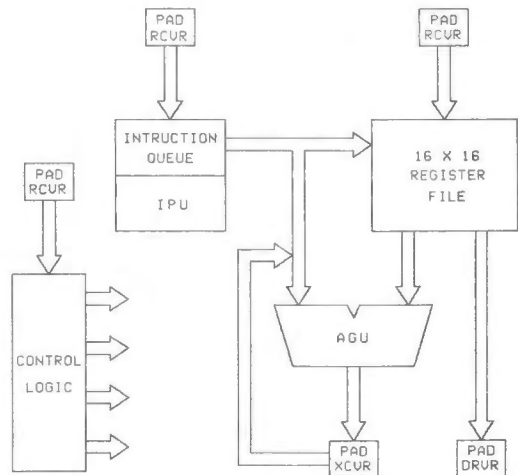 PAD
RCVR
PAD
RCVR
INTRUCTION
QUEUE
IPU
16 X 16
REGISTER
FILE
PAD
RCVR
CONTROL
LOGIC
AGU
PAD
XCVR
PAD
DRVR